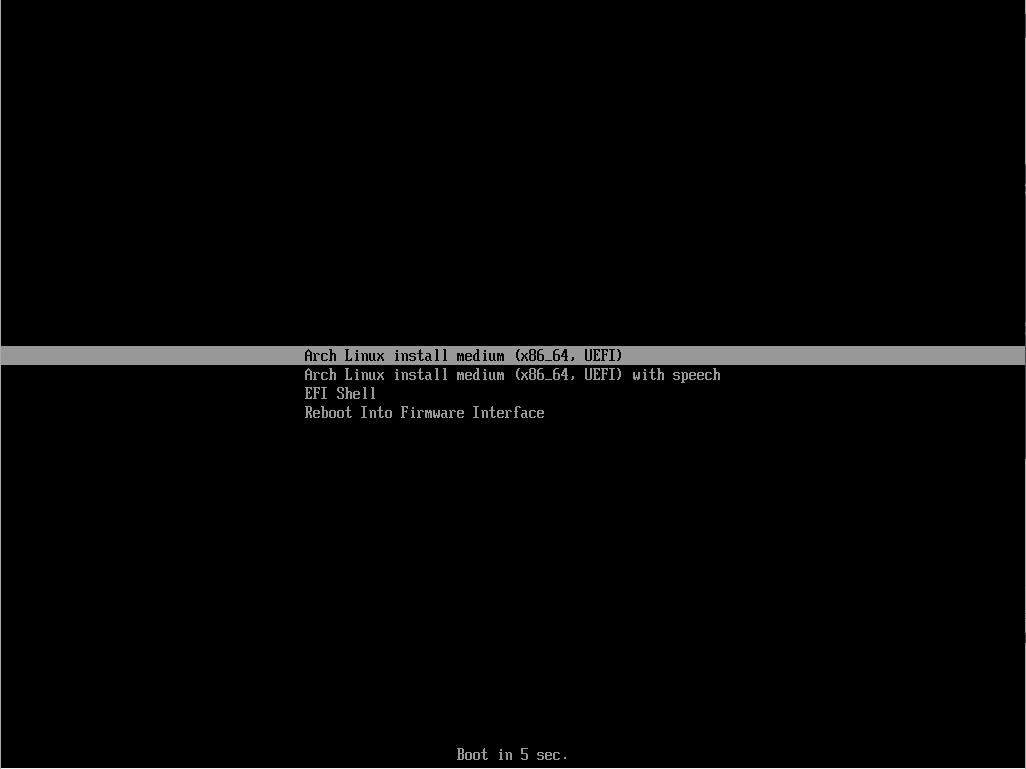 Arch Linux install medium (x86_64, UEFI)
Arch Linux install medium (x86_64, UEFI) with speech
EFI Shell
Reboot Into Firmware Interface
Boot in 5 sec.